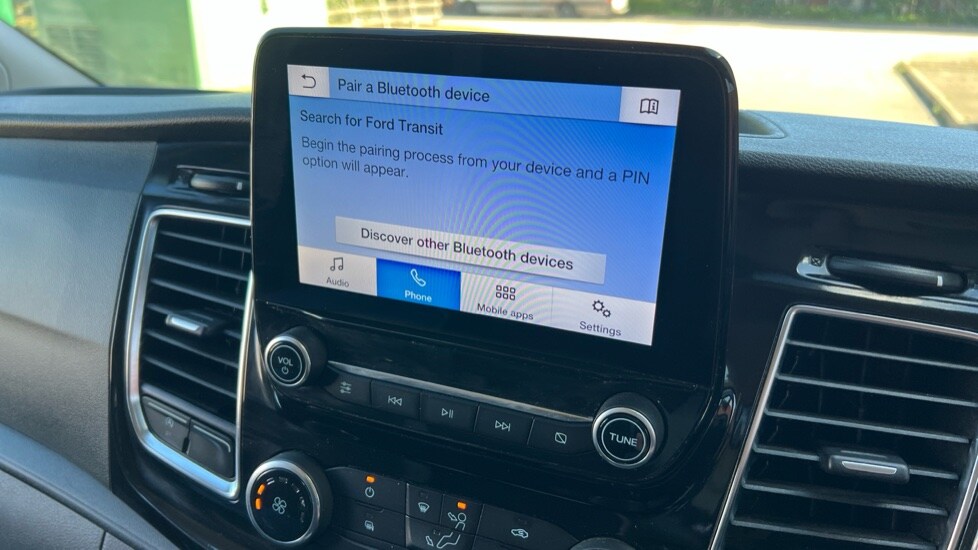 Pair a Bluetooth device
Search for Ford Transit
Begin the pairing process from your device and a PIN
option will appear.
Discover other Bluetooth devices
Audio
Phone
Mobile apps
Settings
VOL
TUNE